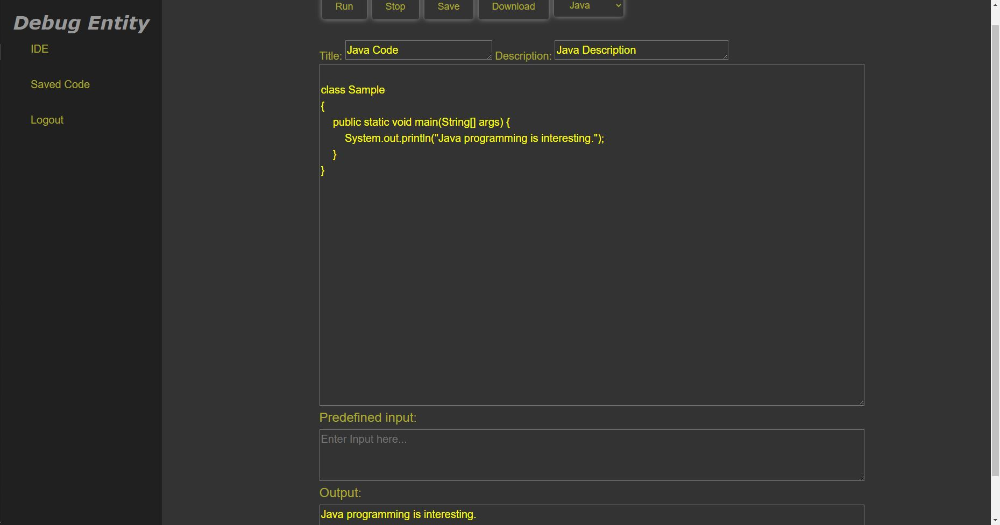 Debug Entity
IDE
Saved Code
Logout
Run Stop Save Download Java
Title: Java Code Description: Java Description
class Sample
{
    public static void main(String[] args) {
        System.out.println("Java programming is interesting.");
    }
}
Predefined input:
Enter Input here...
Output:
Java programming is interesting.